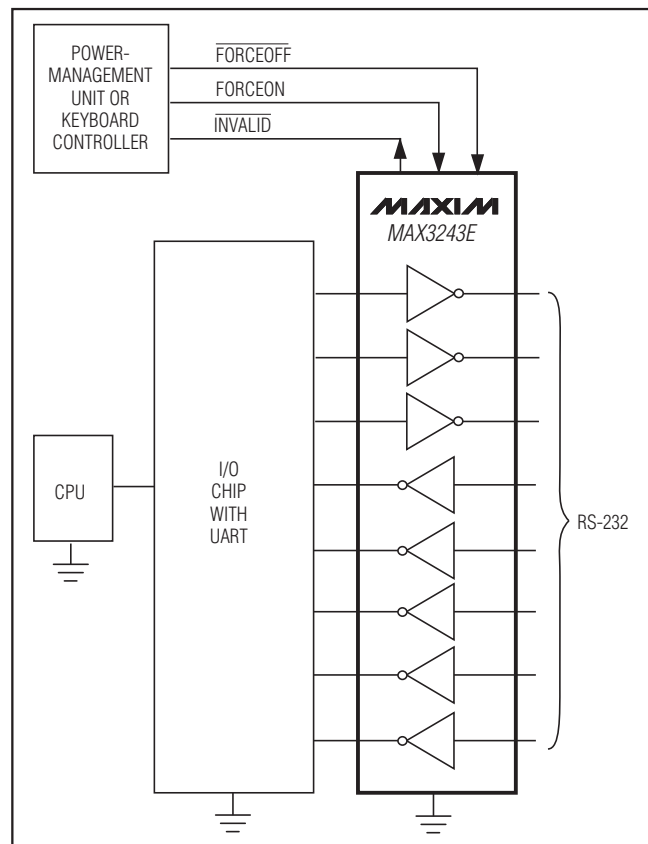 POWER-
MANAGEMENT
UNIT OR
KEYBOARD
CONTROLLER
FORCEOFF
FORCEON
INVALID
MAXIM
MAX3243E
CPU
I/O
CHIP
WITH
UART
RS-232